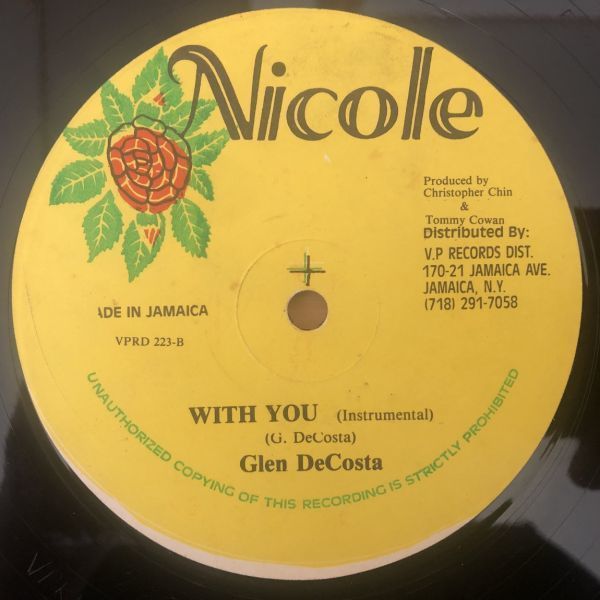 Nicole
Produced by
Christopher Chin
&
Tommy Cowan
Distributed By:
V.P RECORDS DIST.
170-21 JAMAICA AVE.
JAMAICA, N.Y.
(718) 291-7058
ADE IN JAMAICA
VPRD 223-B
WITH YOU (Instrumental)
(G. DeCosta)
Glen DeCosta
UNAUTHORIZED COPYING OF THIS RECORDING IS STRICTLY PROHIBITED